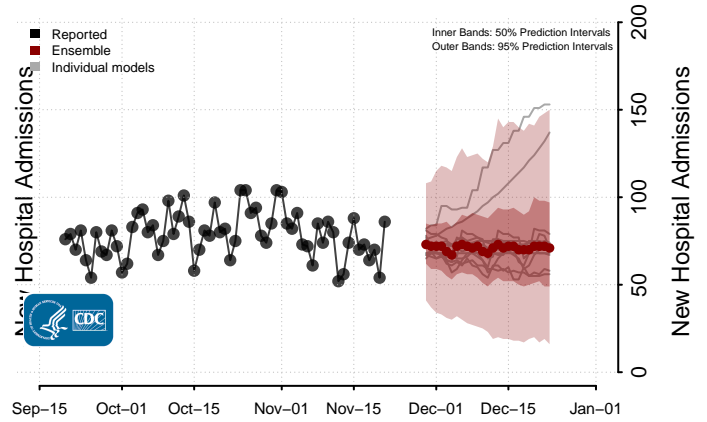 Reported
Ensemble
Individual models
Inner Bands: 50% Prediction Intervals
Outer Bands: 95% Prediction Intervals
New Hospital Admissions
New Hospital Admissions
200
150
100
50
0
CDC
Sep–15
Oct–01
Oct–15
Nov–01
Nov–15
Dec–01
Dec–15
Jan–01